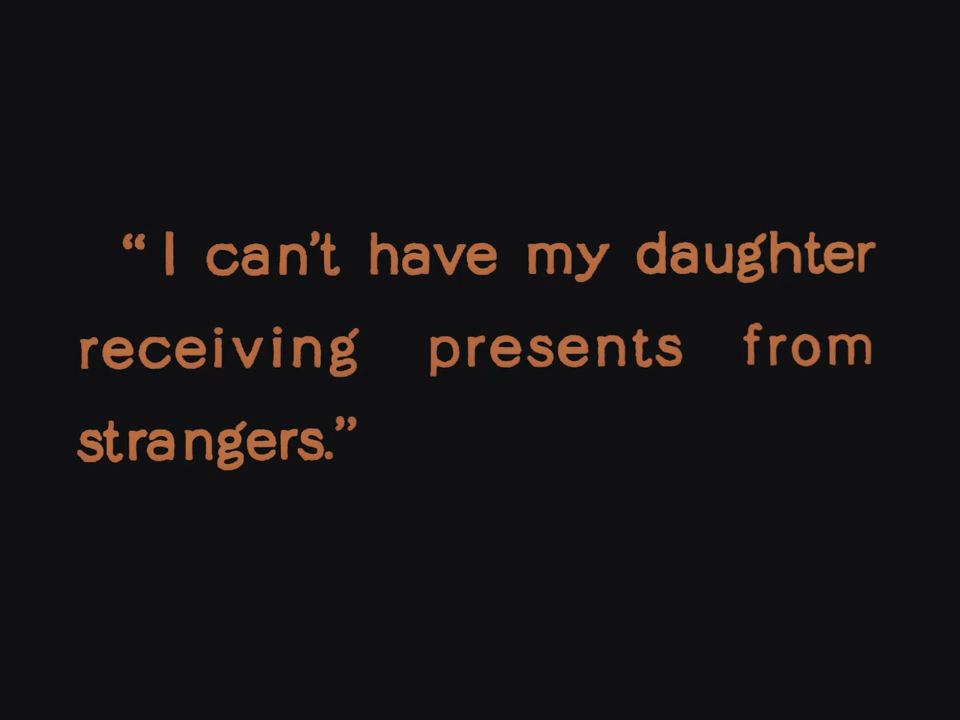 “I can’t have my daughter
receiving presents from
strangers.”